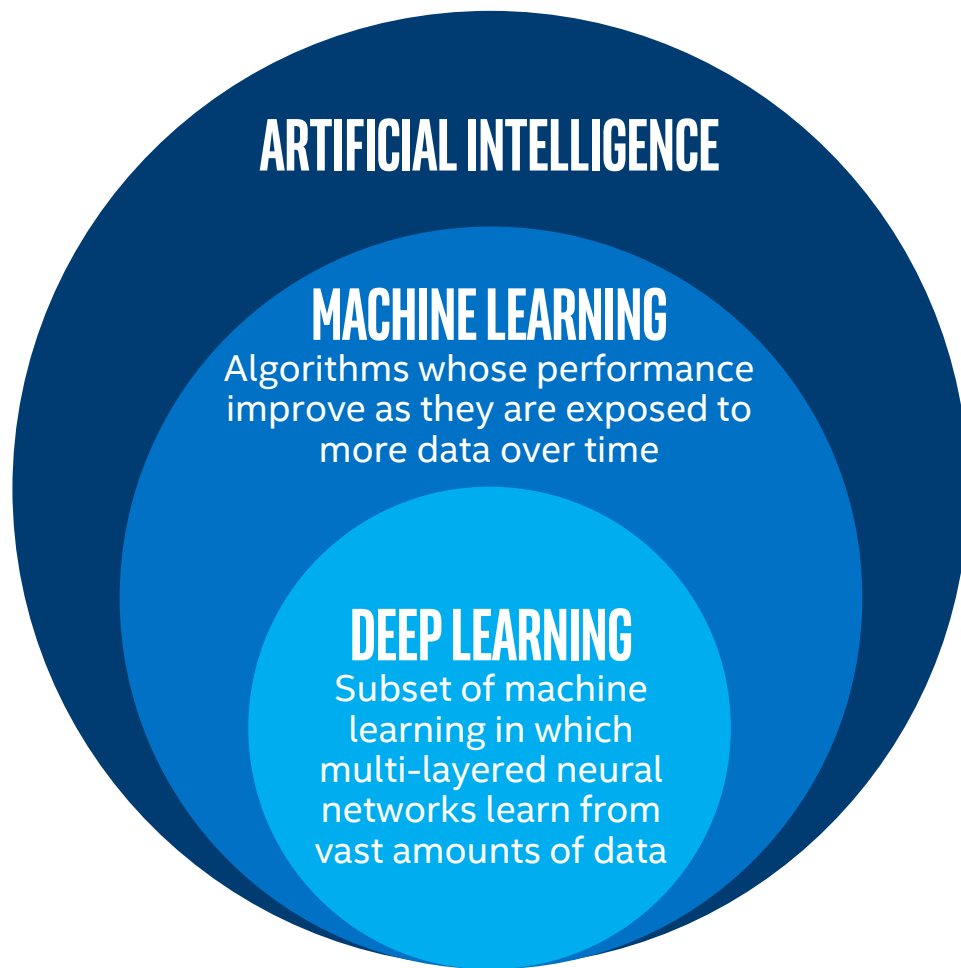 ARTIFICIAL INTELLIGENCE
MACHINE LEARNING
Algorithms whose performance
improve as they are exposed to
more data over time
DEEP LEARNING
Subset of machine
learning in which
multi-layered neural
networks learn from
vast amounts of data